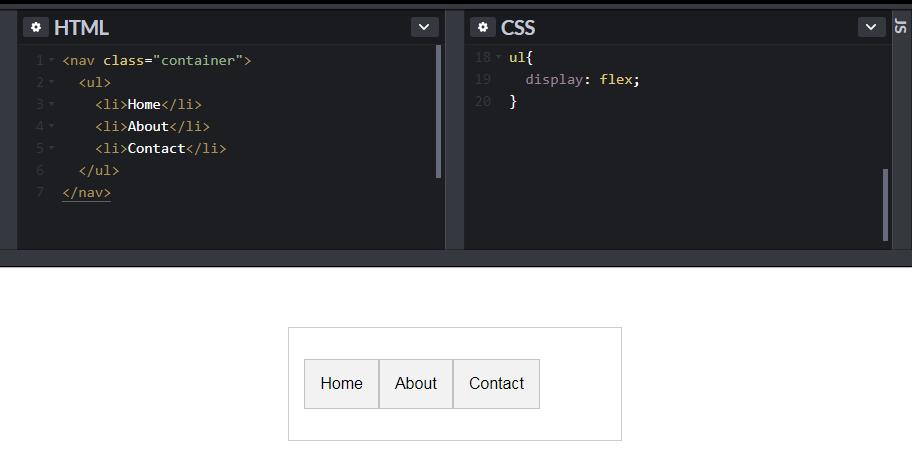 HTML
1 <nav class="container">
2 <ul>
3 <li>Home</li>
4 <li>About</li>
5 <li>Contact</li>
6 </ul>
7 </nav>
CSS
18 ul{
19 display: flex;
20 }
JS
Home About Contact